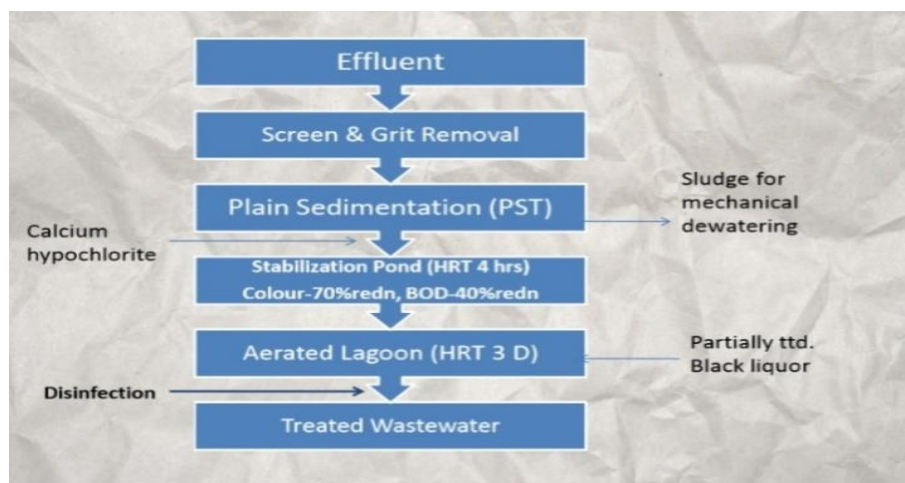 Effluent
Screen & Grit Removal
Plain Sedimentation (PST)
Sludge for
mechanical
dewatering
Calcium
hypochlorite
Stabilization Pond (HRT 4 hrs)
Colour-70%redn, BOD-40%redn
Aerated Lagoon (HRT 3 D)
Partially ttd.
Black liquor
Disinfection
Treated Wastewater